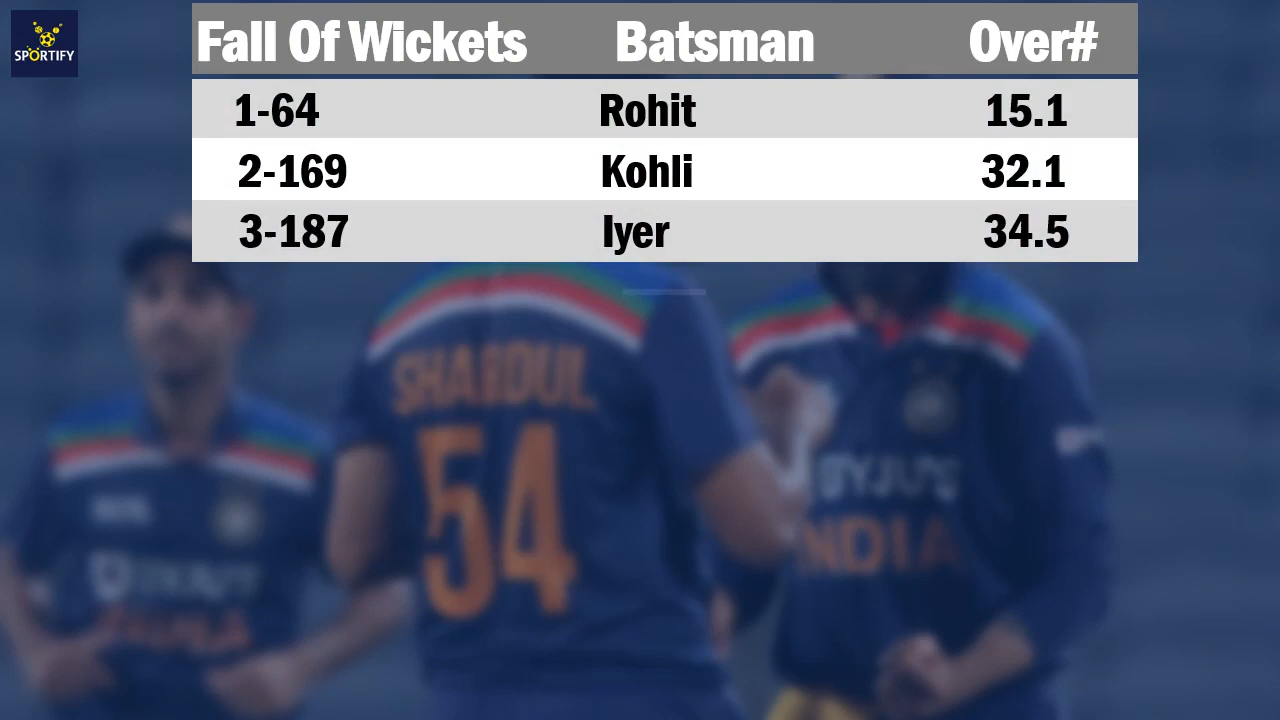 SPORTIFY
Fall Of Wickets Batsman Over#
1-64 Rohit 15.1
2-169 Kohli 32.1
3-187 Iyer 34.5
SHARDUL
54
BYJU'S
INDIA